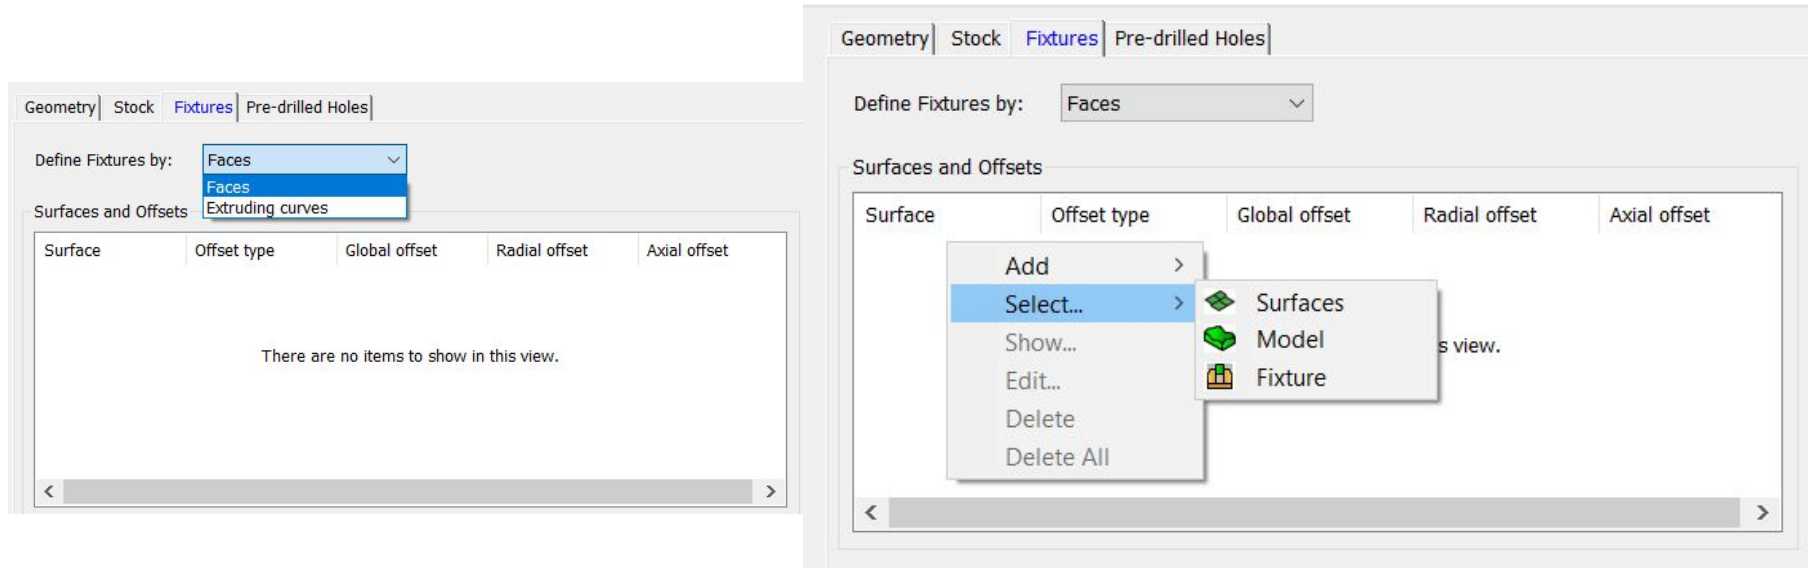 Geometry Stock Fixtures Pre-drilled Holes
Define Fixtures by: Faces
Faces
Extruding curves
Surfaces and Offsets
Surface Offset type Global offset Radial offset Axial offset
There are no items to show in this view.
Geometry Stock Fixtures Pre-drilled Holes
Define Fixtures by: Faces
Surfaces and Offsets
Surface Offset type Global offset Radial offset Axial offset
Add
Select...
Show...
Edit...
Delete
Delete All
Surfaces
Model
Fixture
s view.